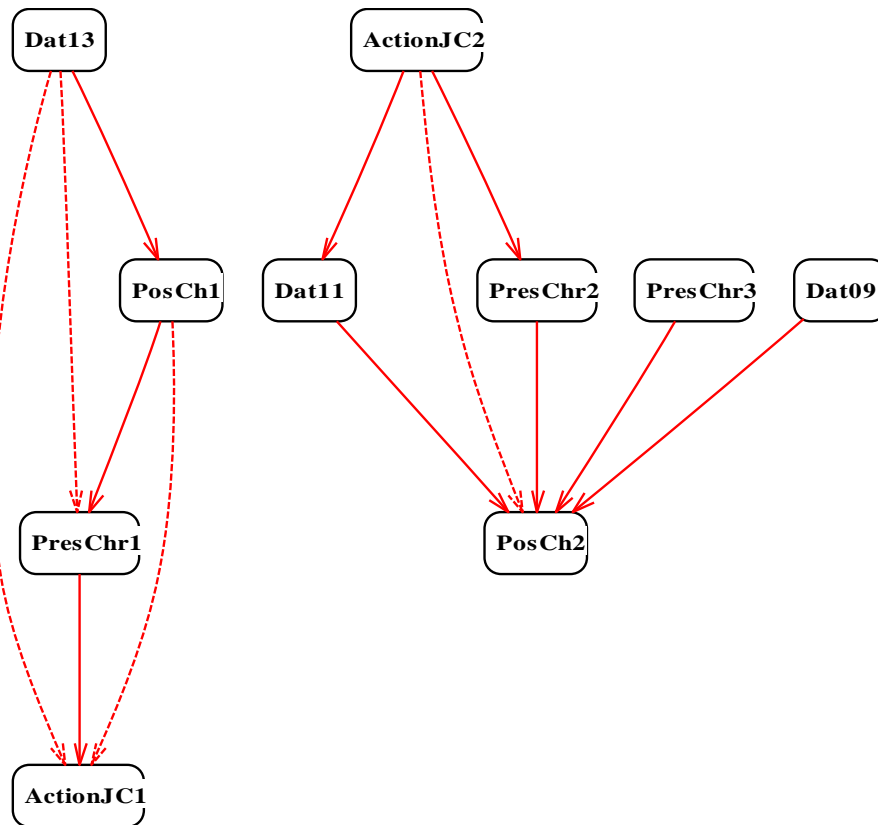 Dat13
ActionJC2
PosCh1
Dat11
PresChr2
PresChr3
Dat09
PresChr1
PosCh2
ActionJC1